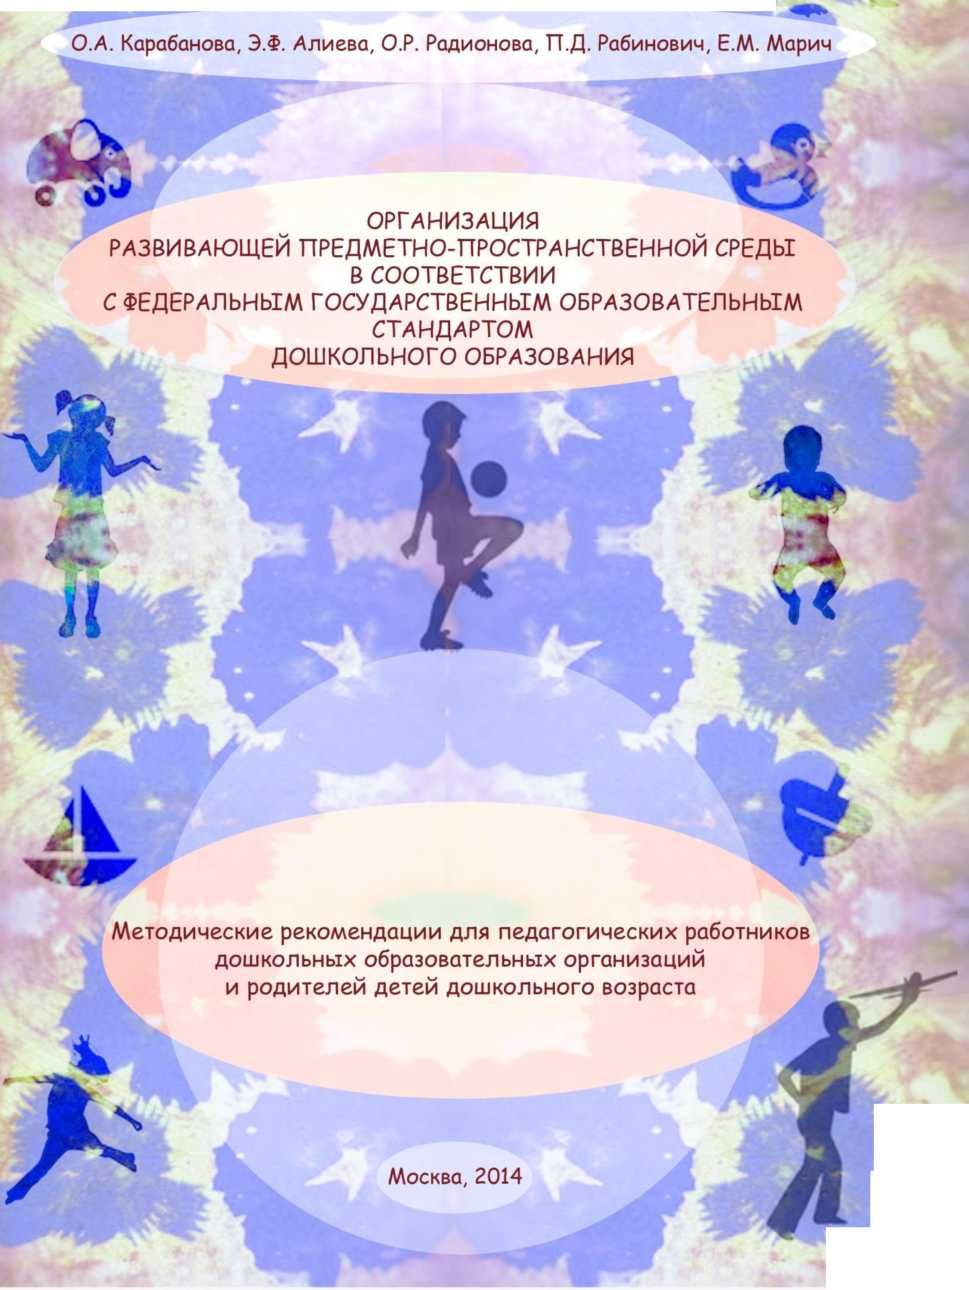 О.А. Карабанова, Э.Ф. Алиева, О.Р. Радионова, П.Д. Рабинович, Е.М. Марич
ОРГАНИЗАЦИЯ
РАЗВИВАЮЩЕЙ ПРЕДМЕТНО-ПРОСТРАНСТВЕННОЙ СРЕДЫ
В СООТВЕТСТВИИ
С ФЕДЕРАЛЬНЫМ ГОСУДАРСТВЕННЫМ ОБРАЗОВАТЕЛЬНЫМ
СТАНДАРТОМ
ДОШКОЛЬНОГО ОБРАЗОВАНИЯ
Методические рекомендации для педагогических работников
дошкольных образовательных организаций
и родителей детей дошкольного возраста
Москва, 2014